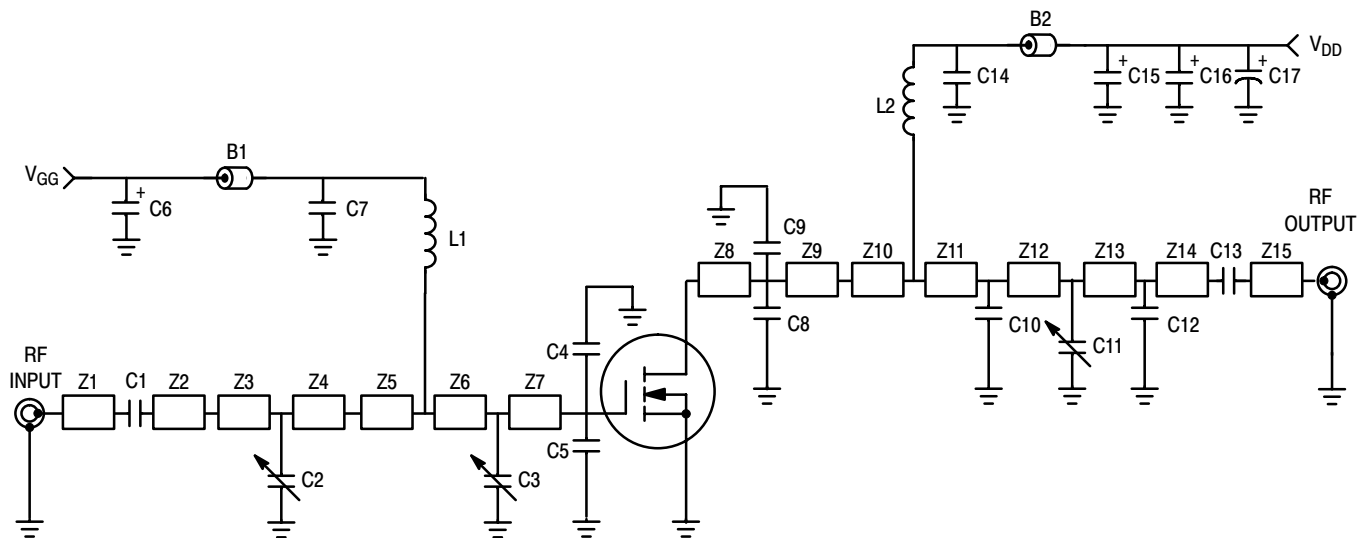 B2
V_DD
C14
+ C15
+ C16
+ C17
L2
B1
V_GG
+ C6
C7
L1
RF
OUTPUT
C9
Z8
Z9
Z10
Z11
Z12
Z13
Z14
C13
Z15
C8
C10
C11
C12
C4
RF
INPUT
Z1
C1
Z2
Z3
Z4
Z5
Z6
Z7
C5
C2
C3